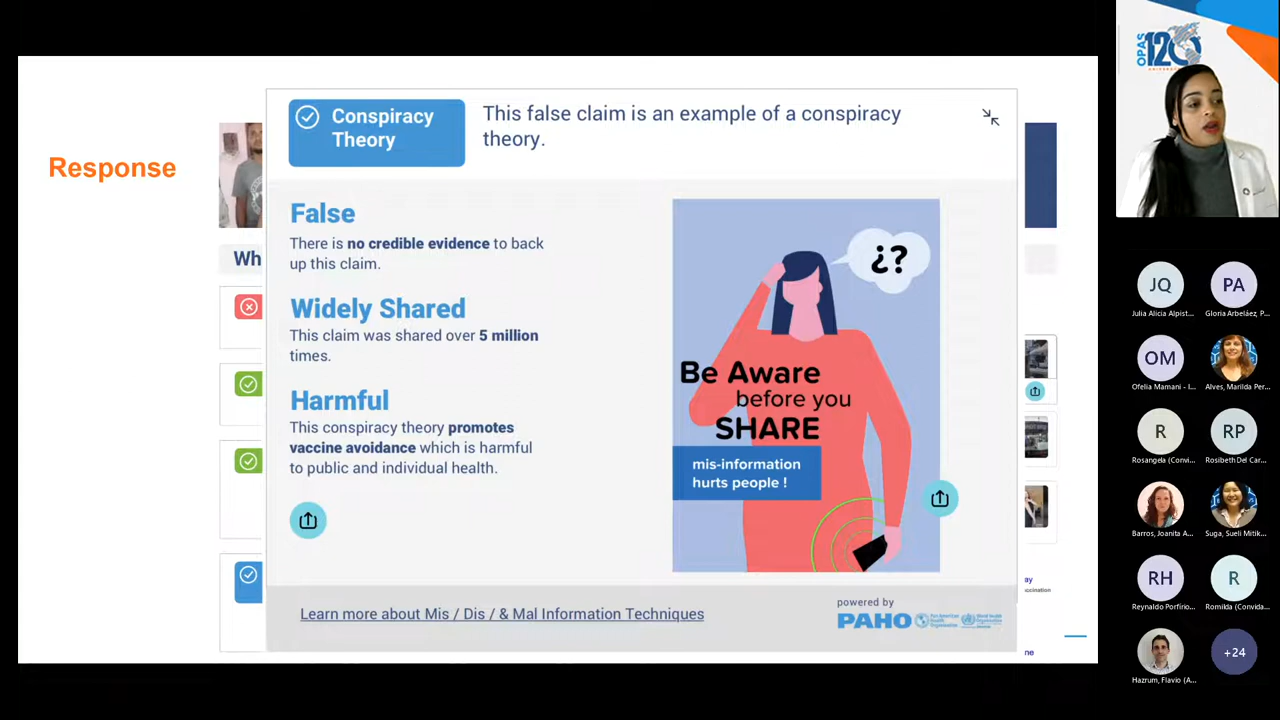 Response
Wh
Conspiracy
Theory
This false claim is an example of a conspiracy
theory.
False
There is no credible evidence to back
up this claim.
Widely Shared
This claim was shared over 5 million
times.
Harmful
This conspiracy theory promotes
vaccine avoidance which is harmful
to public and individual health.
¿?
Be Aware
before you
SHARE
mis-information
hurts people !
Learn more about Mis / Dis / & Mal Information Techniques
powered by
PAHO
ay
ne
OPAS
120
JQ
Julia Alicia Alpist...
PA
Gloria Arbeláez, P...
OM
Ofelia Mamani - I...
Alves, Marilda Per...
R
Rosangela (Convi...
RP
Rosibeth Del Car...
Barros, Joanita A...
Suga, Sueli Mitik...
RH
Reynaldo Porfirio...
R
Romilda (Convida...
Hazrum, Flavio (A...
+24